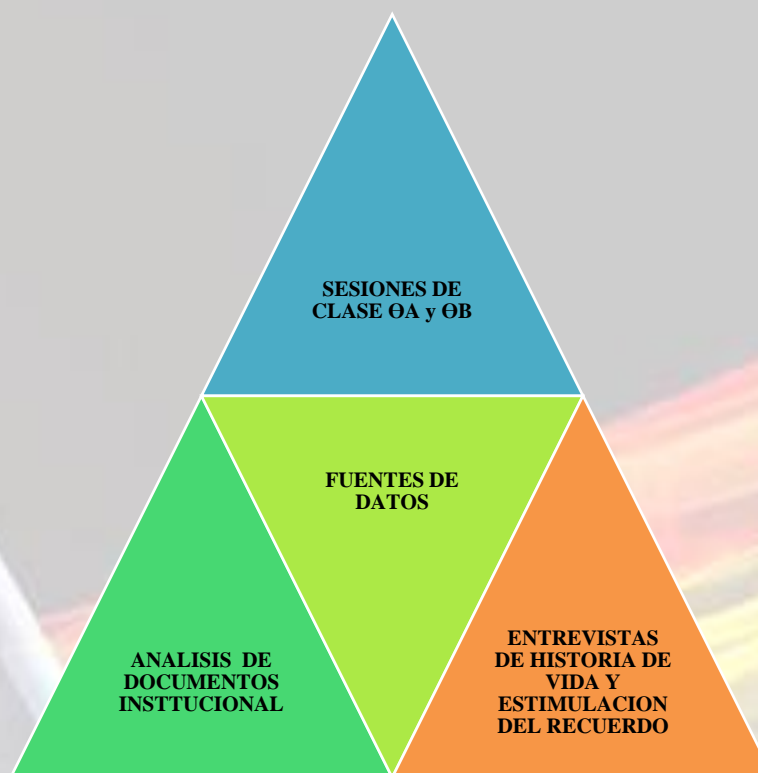 SESIONES DE
CLASE ΘA y ΘB
FUENTES DE
DATOS
ANALISIS DE
DOCUMENTOS
INSTTUCIONAL
ENTREVISTAS
DE HISTORIA DE
VIDA Y
ESTIMULACION
DEL RECUERDO